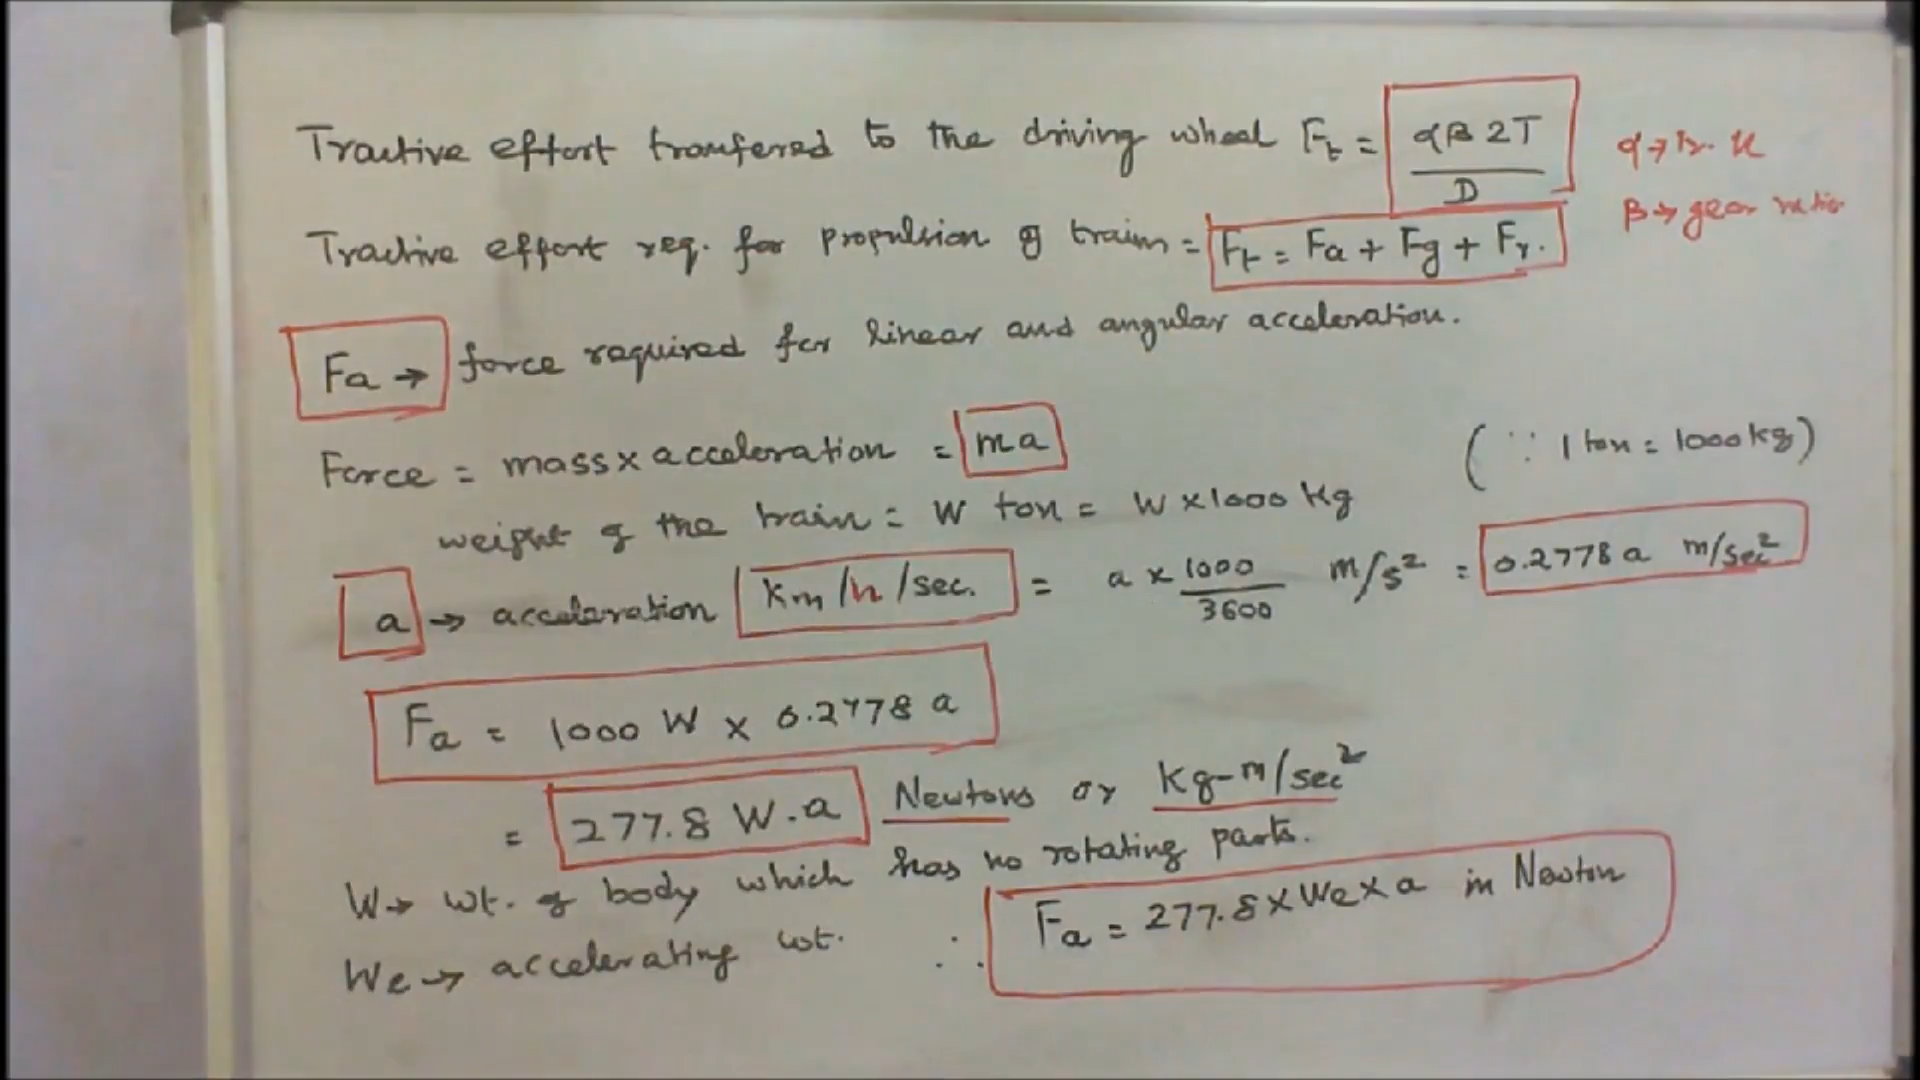 Tractive effort transfered to the driving wheel Ft = αβ2T/D
α → tr.
β → gear ratio
Tractive effort req. for propulsion of train = Ft = Fa + Fg + Fr.
Fa → force required for linear and angular acceleration.
Force = mass x acceleration = ma
(∵ 1 ton = 1000 kg)
weight of the train = W ton = W x 1000 kg
a → acceleration km/h/sec. = a x 1000/3600 m/s² = 0.2778 a m/sec²
Fa = 1000 W x 0.2778 a
= 277.8 W.a Newtons or kg-m/sec²
W → wt. of body which has no rotating parts.
We → accelerating wt. ∴ Fa = 277.8 x We x a in Newton